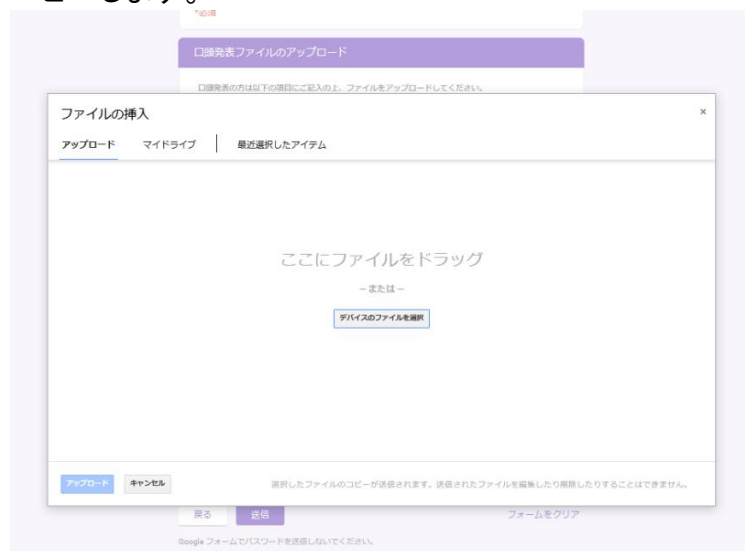 *必須
口頭発表ファイルのアップロード
口頭発表の方は以下の項目にご記入の上、ファイルをアップロードしてください。
ファイルの挿入 ×
アップロード マイドライブ 最近選択したアイテム
ここにファイルをドラッグ
– または –
デバイスのファイルを選択
アップロード キャンセル 選択したファイルのコピーが送信されます。送信されたファイルを編集したり削除したりすることはできません。
戻る 送信 フォームをクリア
Google フォームでパスワードを送信しないでください。